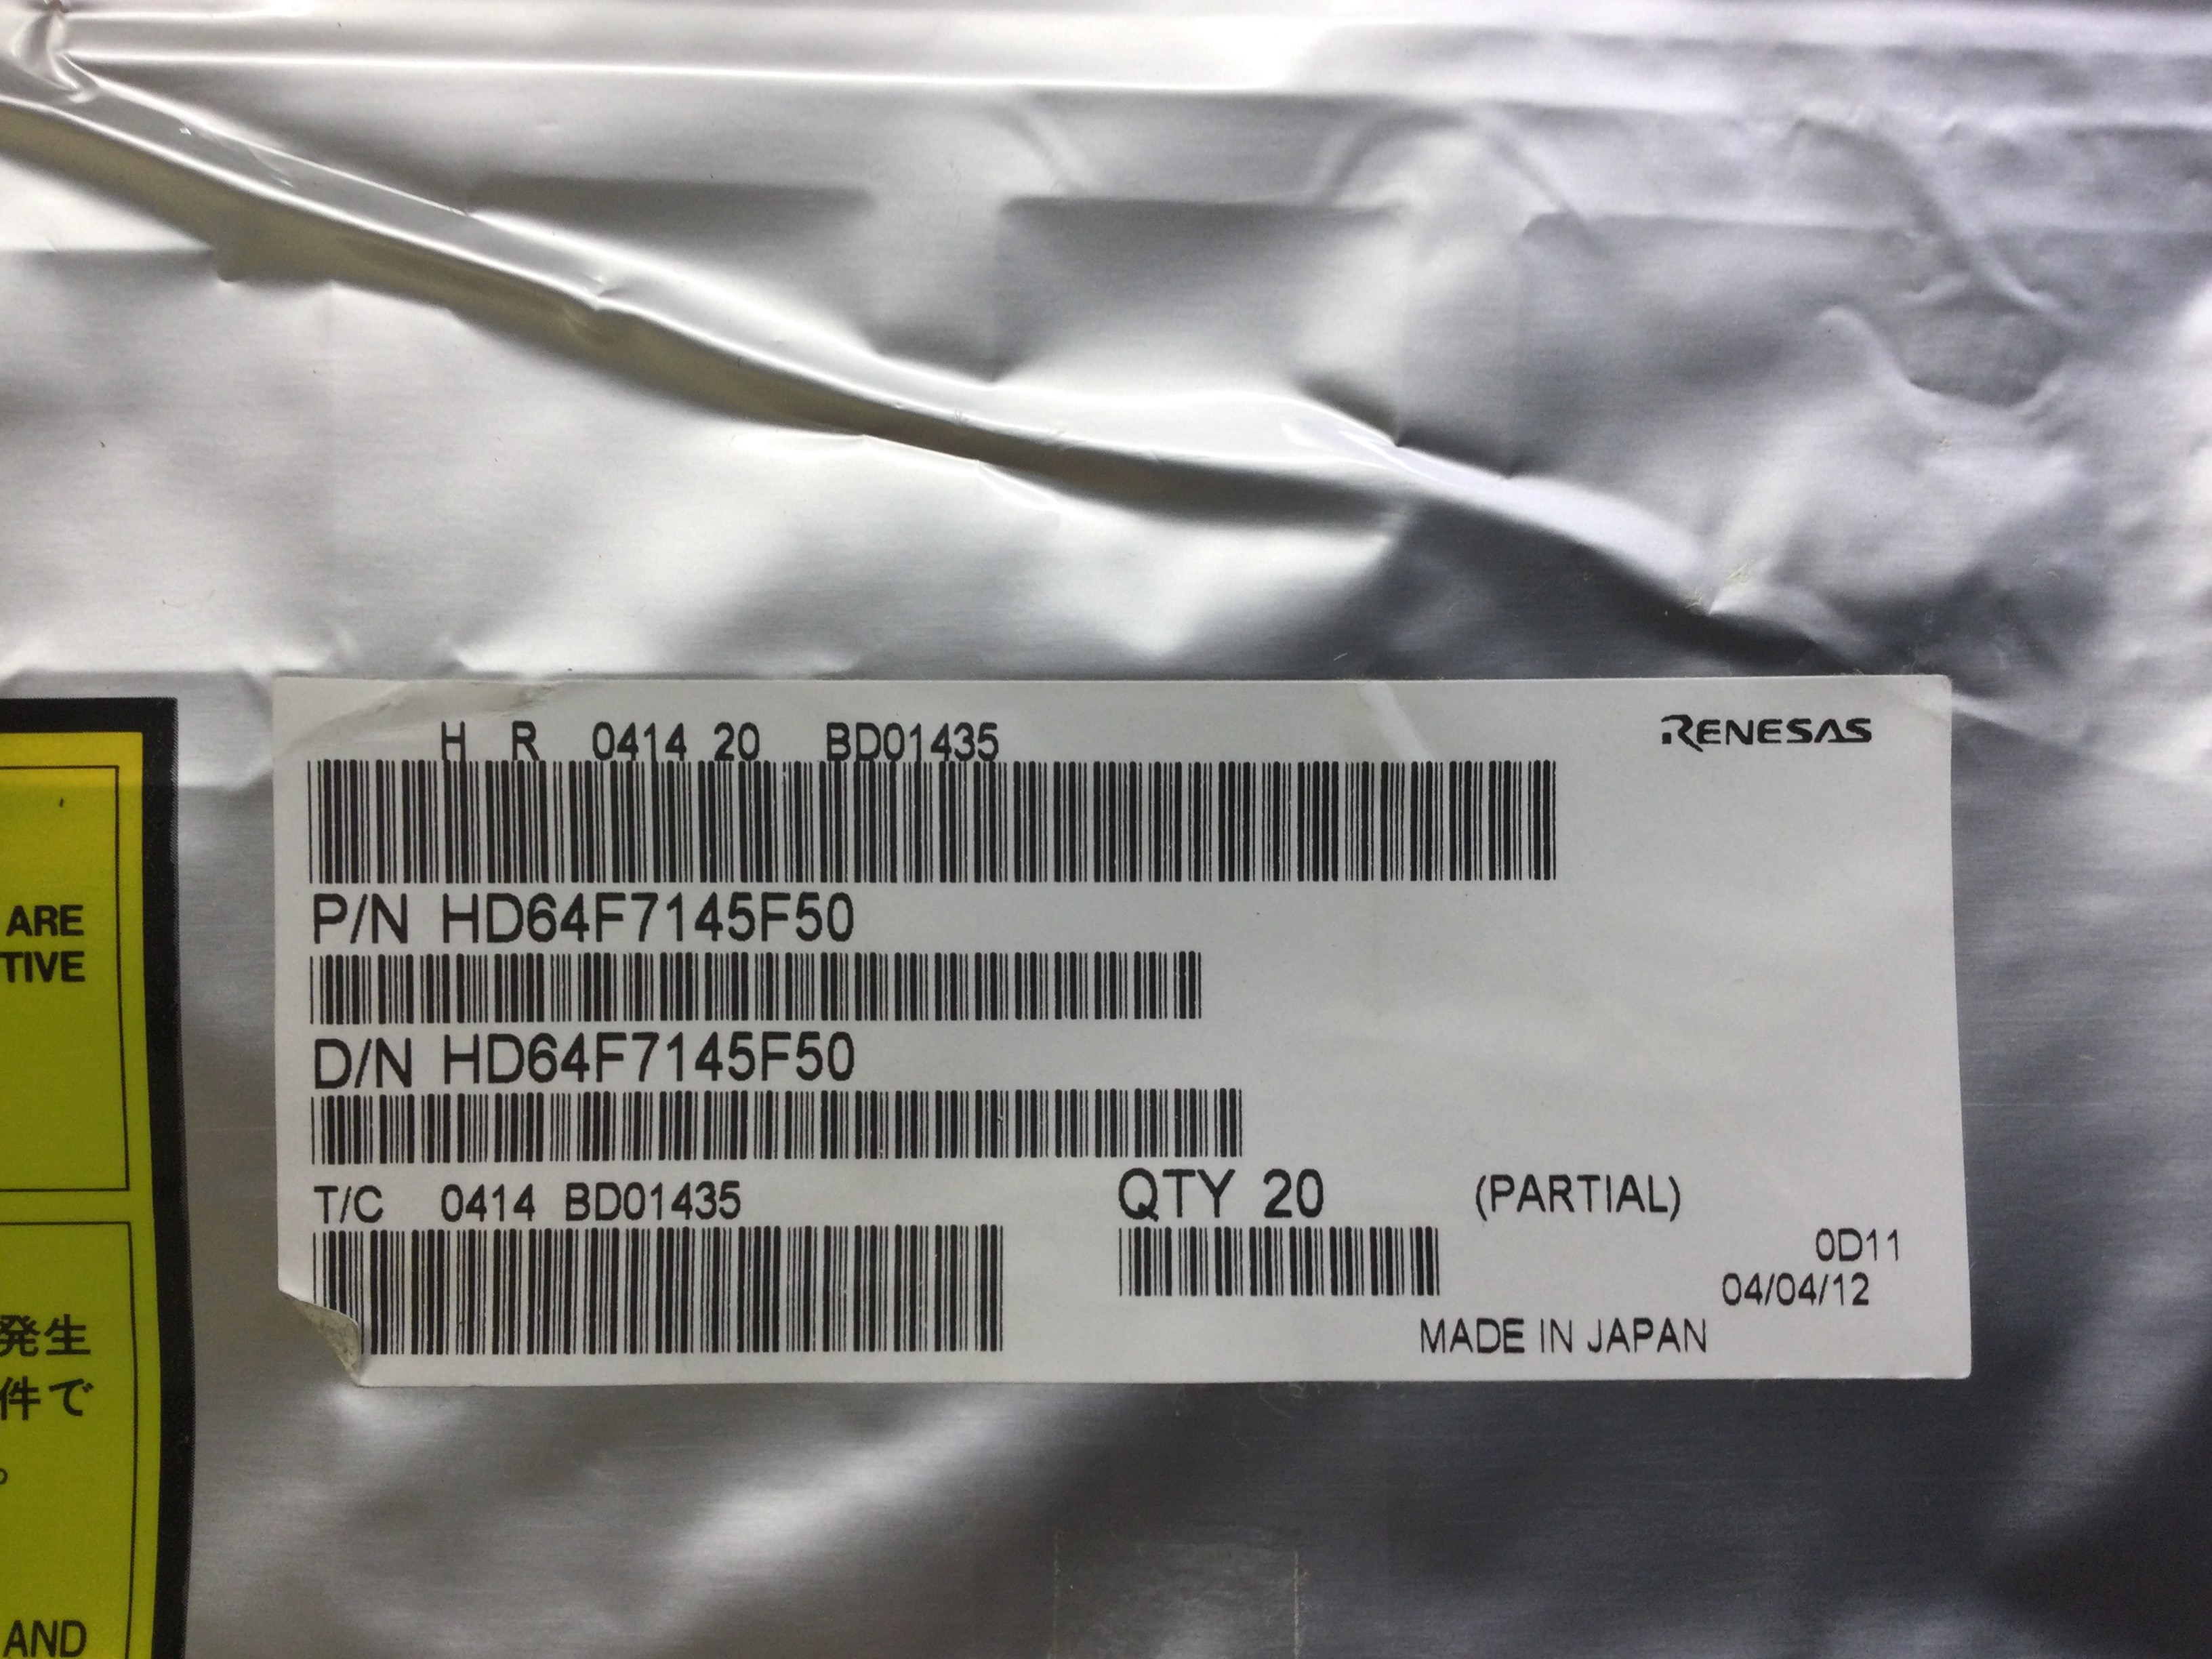 H R 0414 20 BD01435
RENESAS
P/N HD64F7145F50
D/N HD64F7145F50
T/C 0414 BD01435
QTY 20 (PARTIAL)
0D11
04/04/12
MADE IN JAPAN
ARE
TIVE
発生
件で
。
AND